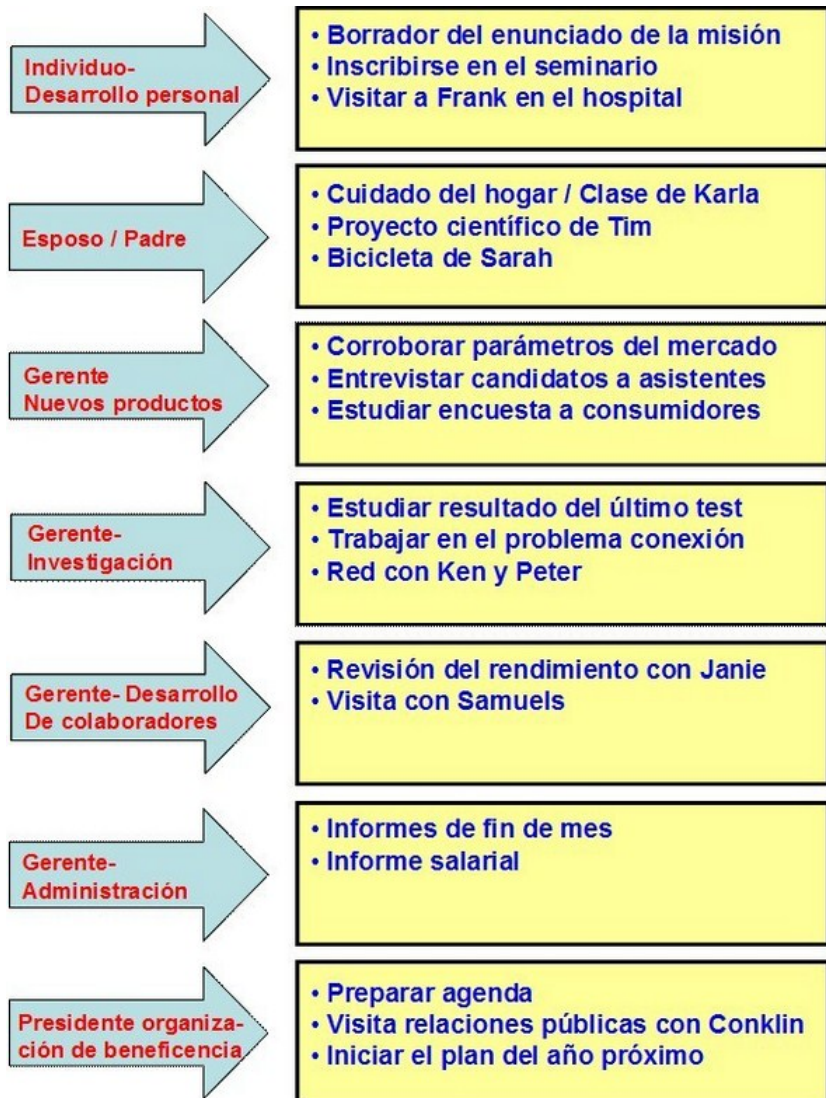 Individuo-
Desarrollo personal
• Borrador del enunciado de la misión
• Inscribirse en el seminario
• Visitar a Frank en el hospital
Esposo / Padre
• Cuidado del hogar / Clase de Karla
• Proyecto científico de Tim
• Bicicleta de Sarah
Gerente
Nuevos productos
• Corroborar parámetros del mercado
• Entrevistar candidatos a asistentes
• Estudiar encuesta a consumidores
Gerente-
Investigación
• Estudiar resultado del último test
• Trabajar en el problema conexión
• Red con Ken y Peter
Gerente- Desarrollo
De colaboradores
• Revisión del rendimiento con Janie
• Visita con Samuels
Gerente-
Administración
• Informes de fin de mes
• Informe salarial
Presidente organiza-
ción de beneficencia
• Preparar agenda
• Visita relaciones públicas con Conklin
• Iniciar el plan del año próximo